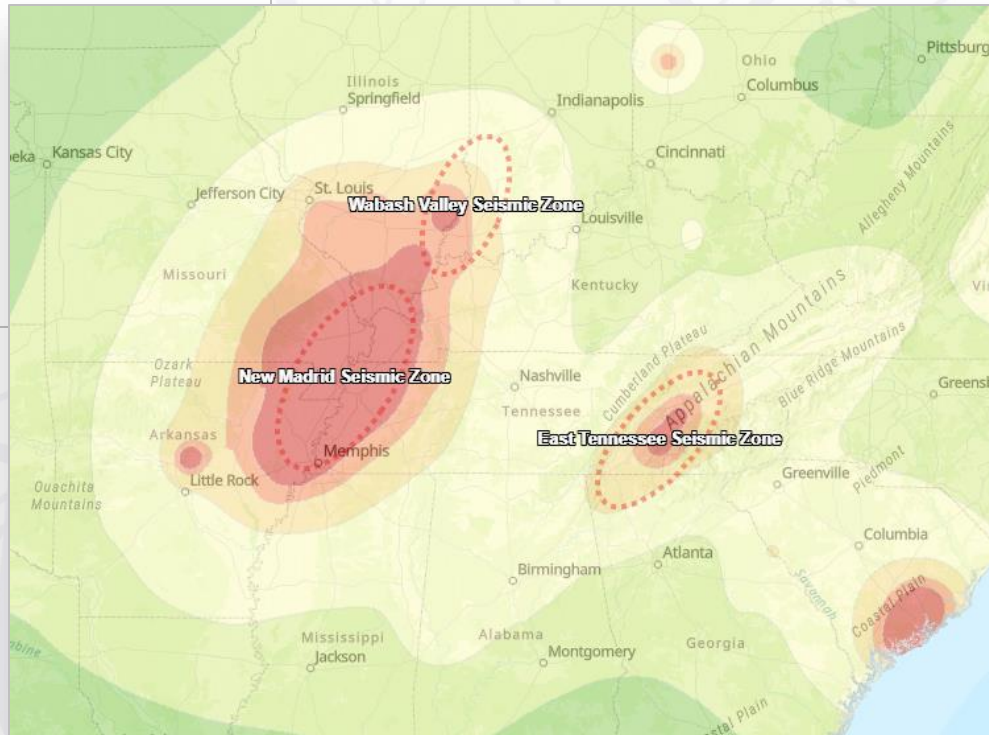 Pittsburg
Ohio
Illinois
Springfield
Columbus
Indianapolis
eka
Kansas City
Cincinnati
Allegheny Mountains
Jefferson City
St. Louis
Wabash Valley Seismic Zone
Louisville
Missouri
Kentucky
Vi
Appalachian Mountains
Cumberland Plateau
Blue Ridge Mountains
Ozark
Plateau
New Madrid Seismic Zone
Nashville
Greensb
Tennessee
Arkansas
East Tennessee Seismic Zone
Memphis
Little Rock
Greenville
Piedmont
Ouachita
Mountains
Columbia
Atlanta
Birmingham
Savannah
Coastal Plain
Mississippi
Alabama
Georgia
bine
Jackson
Montgomery
stal Plain